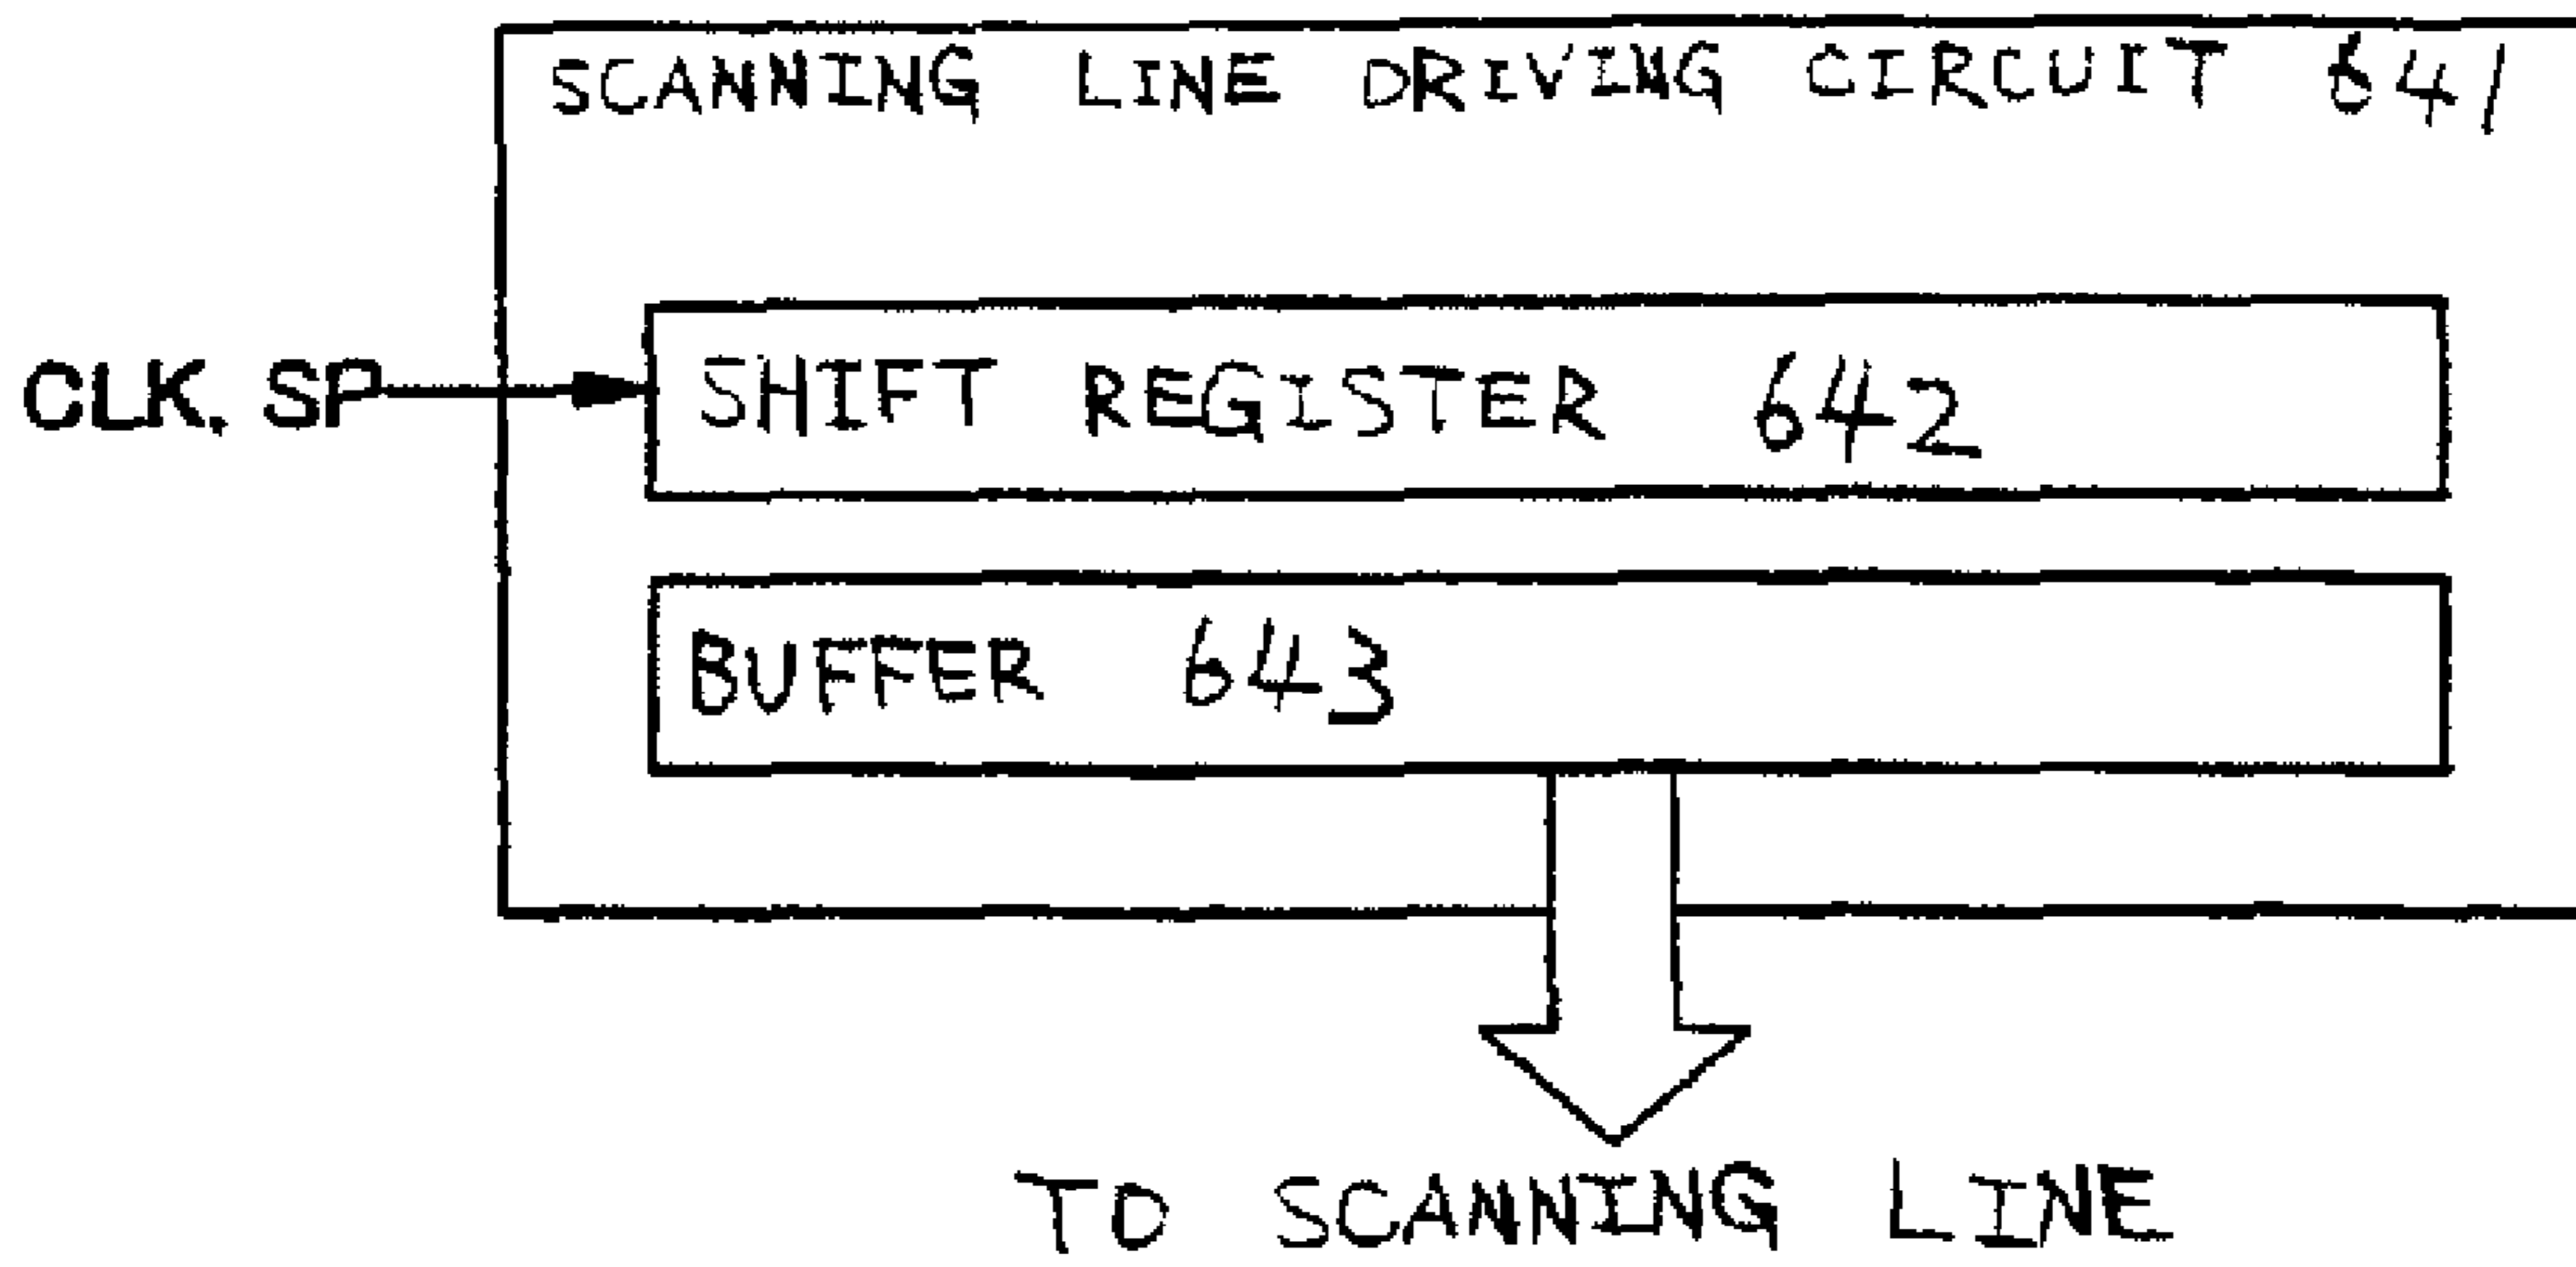 SCANNING LINE DRIVING CIRCUIT 641
CLK, SP
SHIFT REGISTER 642
BUFFER 643
TO SCANNING LINE